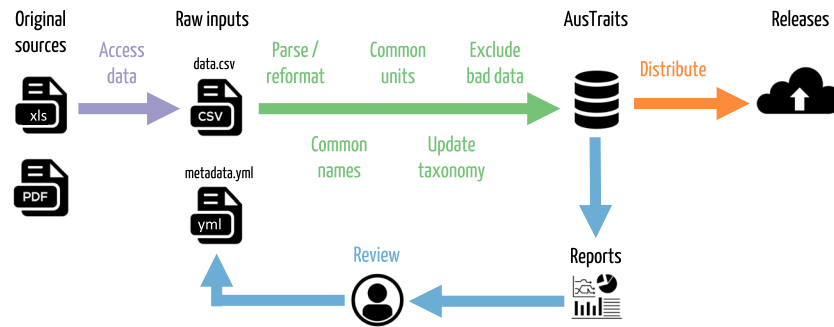 Original
sources
Raw inputs
AusTraits
Releases
Access
data
data.csv
Parse /
reformat
Common
units
Exclude
bad data
Distribute
xls
CSV
Common
names
Update
taxonomy
PDF
metadata.yml
yml
Review
Reports